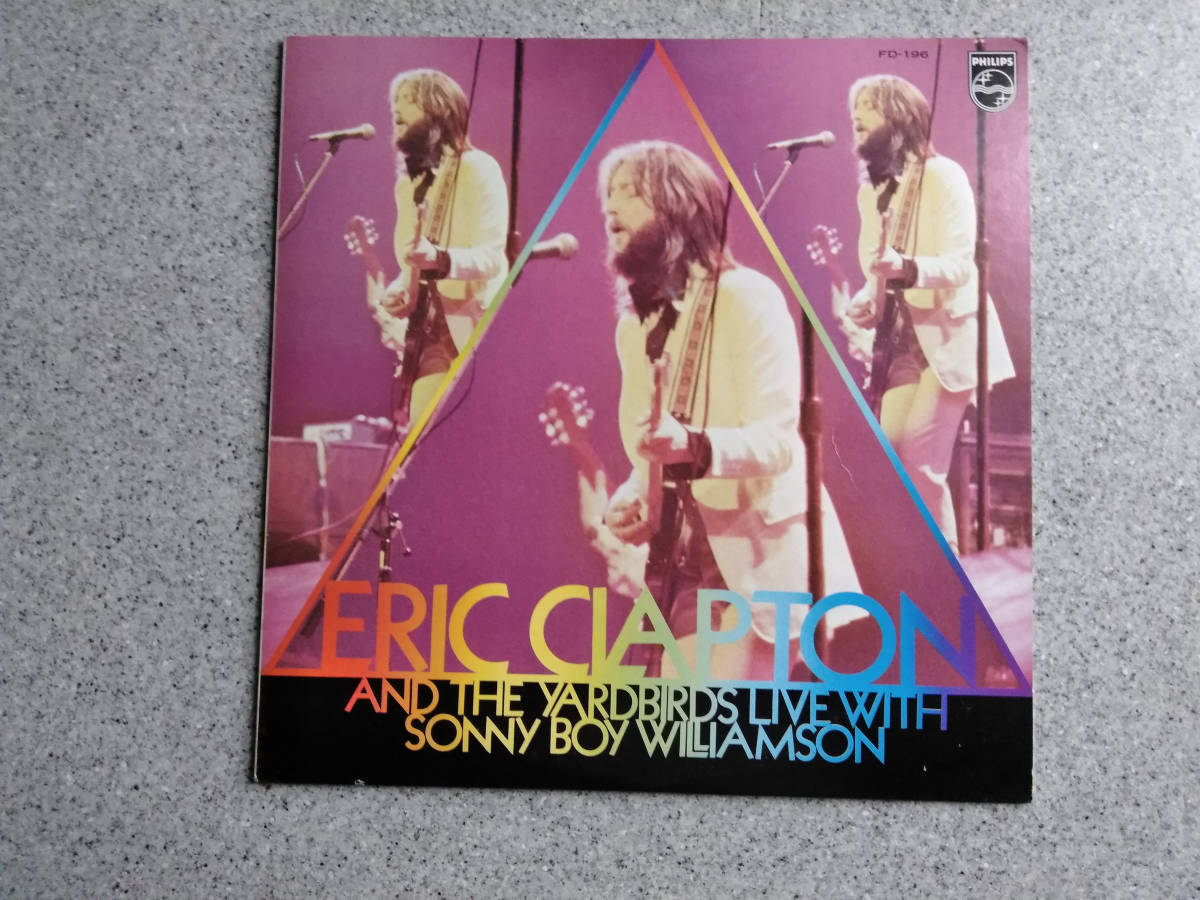 FD-196
PHILIPS
ERIC CLAPTON
AND THE YARDBIRDS LIVE WITH
SONNY BOY WILLIAMSON